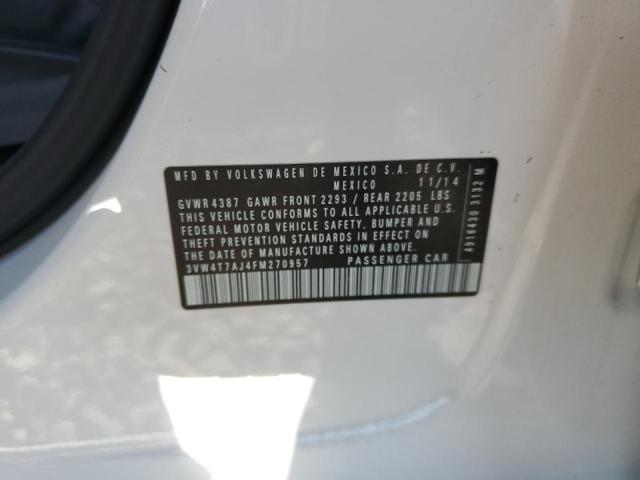 MFD BY VOLKSWAGEN DE MEXICO S.A. DE C.V.
MEXICO 11/14
GVWR 4387 GAWR FRONT 2293 / REAR 2205 LBS
THIS VEHICLE CONFORMS TO ALL APPLICABLE U.S.
FEDERAL MOTOR VEHICLE SAFETY, BUMPER AND
THEFT PREVENTION STANDARDS IN EFFECT ON
THE DATE OF MANUFACTURE SHOWN ABOVE.
3VW4T7AJ4FM270957 PASSENGER CAR
4916430 3132 M